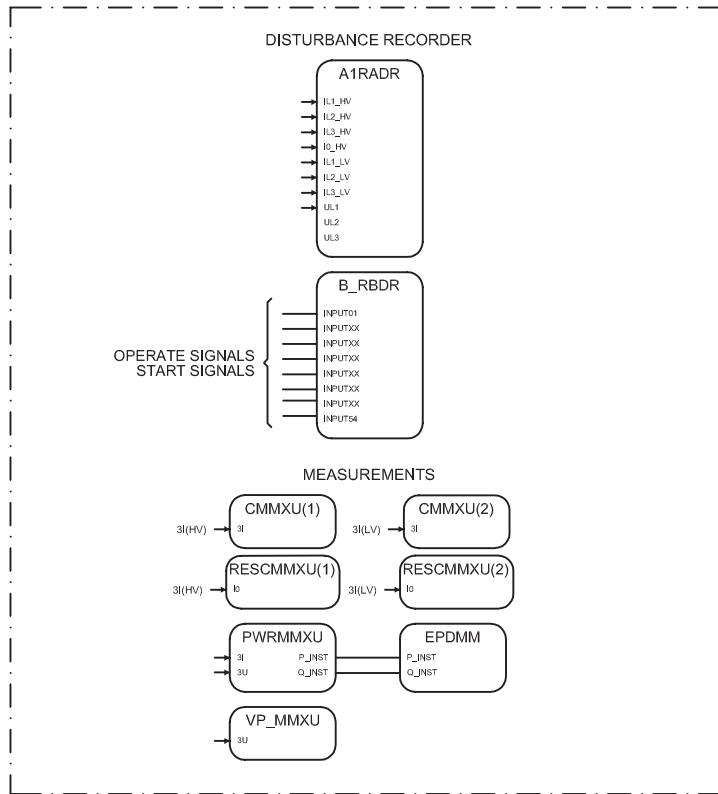 DISTURBANCE RECORDER
A1RADR
IL1_HV
IL2_HV
IL3_HV
I0_HV
IL1_LV
IL2_LV
IL3_LV
UL1
UL2
UL3
B_RBDR
INPUT01
INPUTXX
INPUTXX
INPUTXX
INPUTXX
INPUTXX
INPUTXX
INPUT54
OPERATE SIGNALS
START SIGNALS
MEASUREMENTS
CMMXU(1)
3I(HV) 3I
CMMXU(2)
3I(LV) 3I
RESCMMXU(1)
3I(HV) I0
RESCMMXU(2)
3I(LV) I0
PWRMMXU
3I P_INST
3U Q_INST
EPDMM
P_INST
Q_INST
VP_MMXU
3U